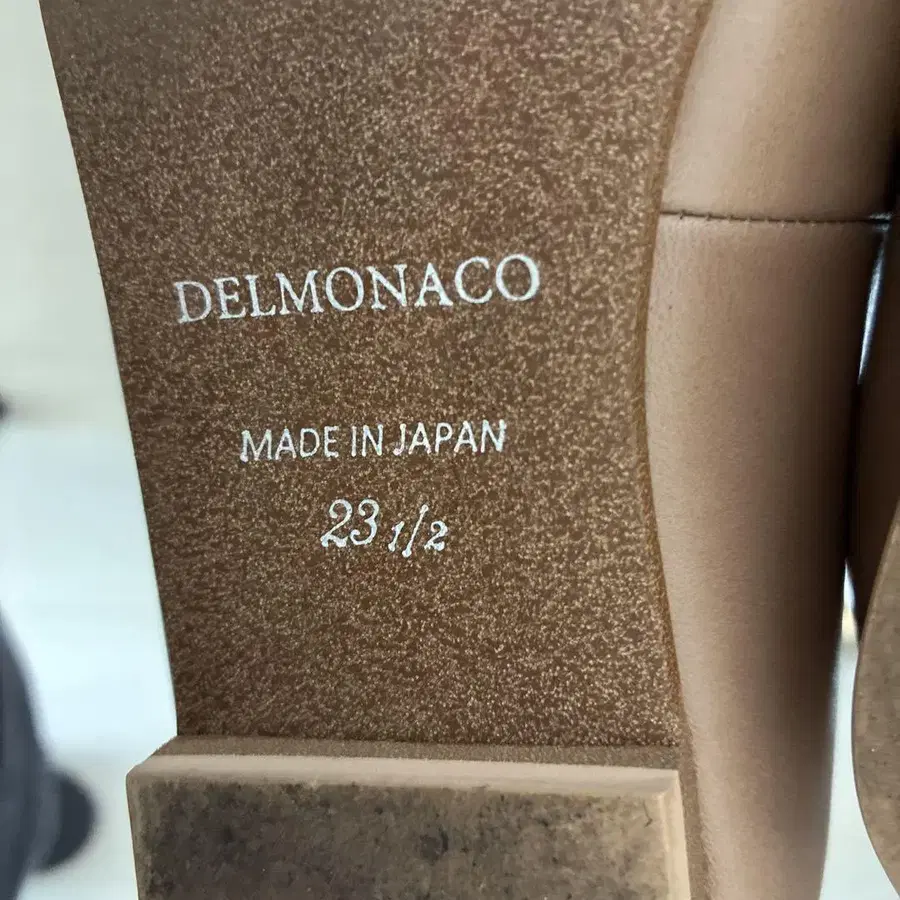 DELMONACO
MADE IN JAPAN
23 1/2